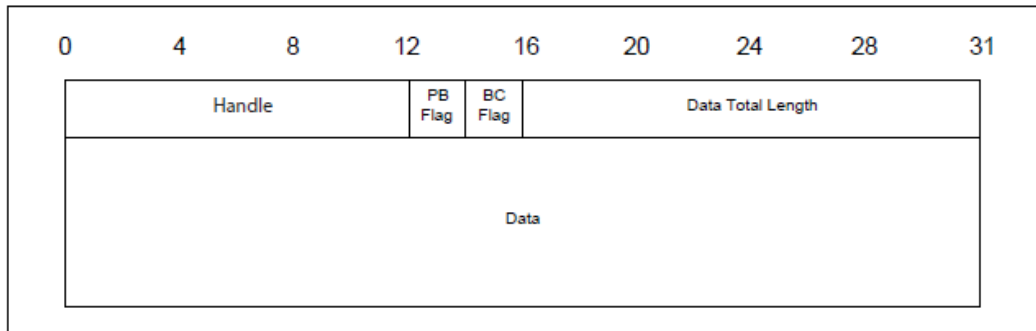 0 4 8 12 16 20 24 28 31
Handle PB Flag BC Flag Data Total Length
Data